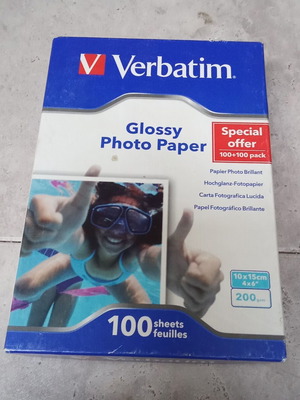 Verbatim
Glossy
Photo Paper
Special
offer
100+100 pack
Papier Photo Brillant
Hochglanz-Fotopapier
Carta Fotografica Lucida
Papel Fotográfico Brillante
10x15cm
4x6"
200gsm
100 sheets
feuilles